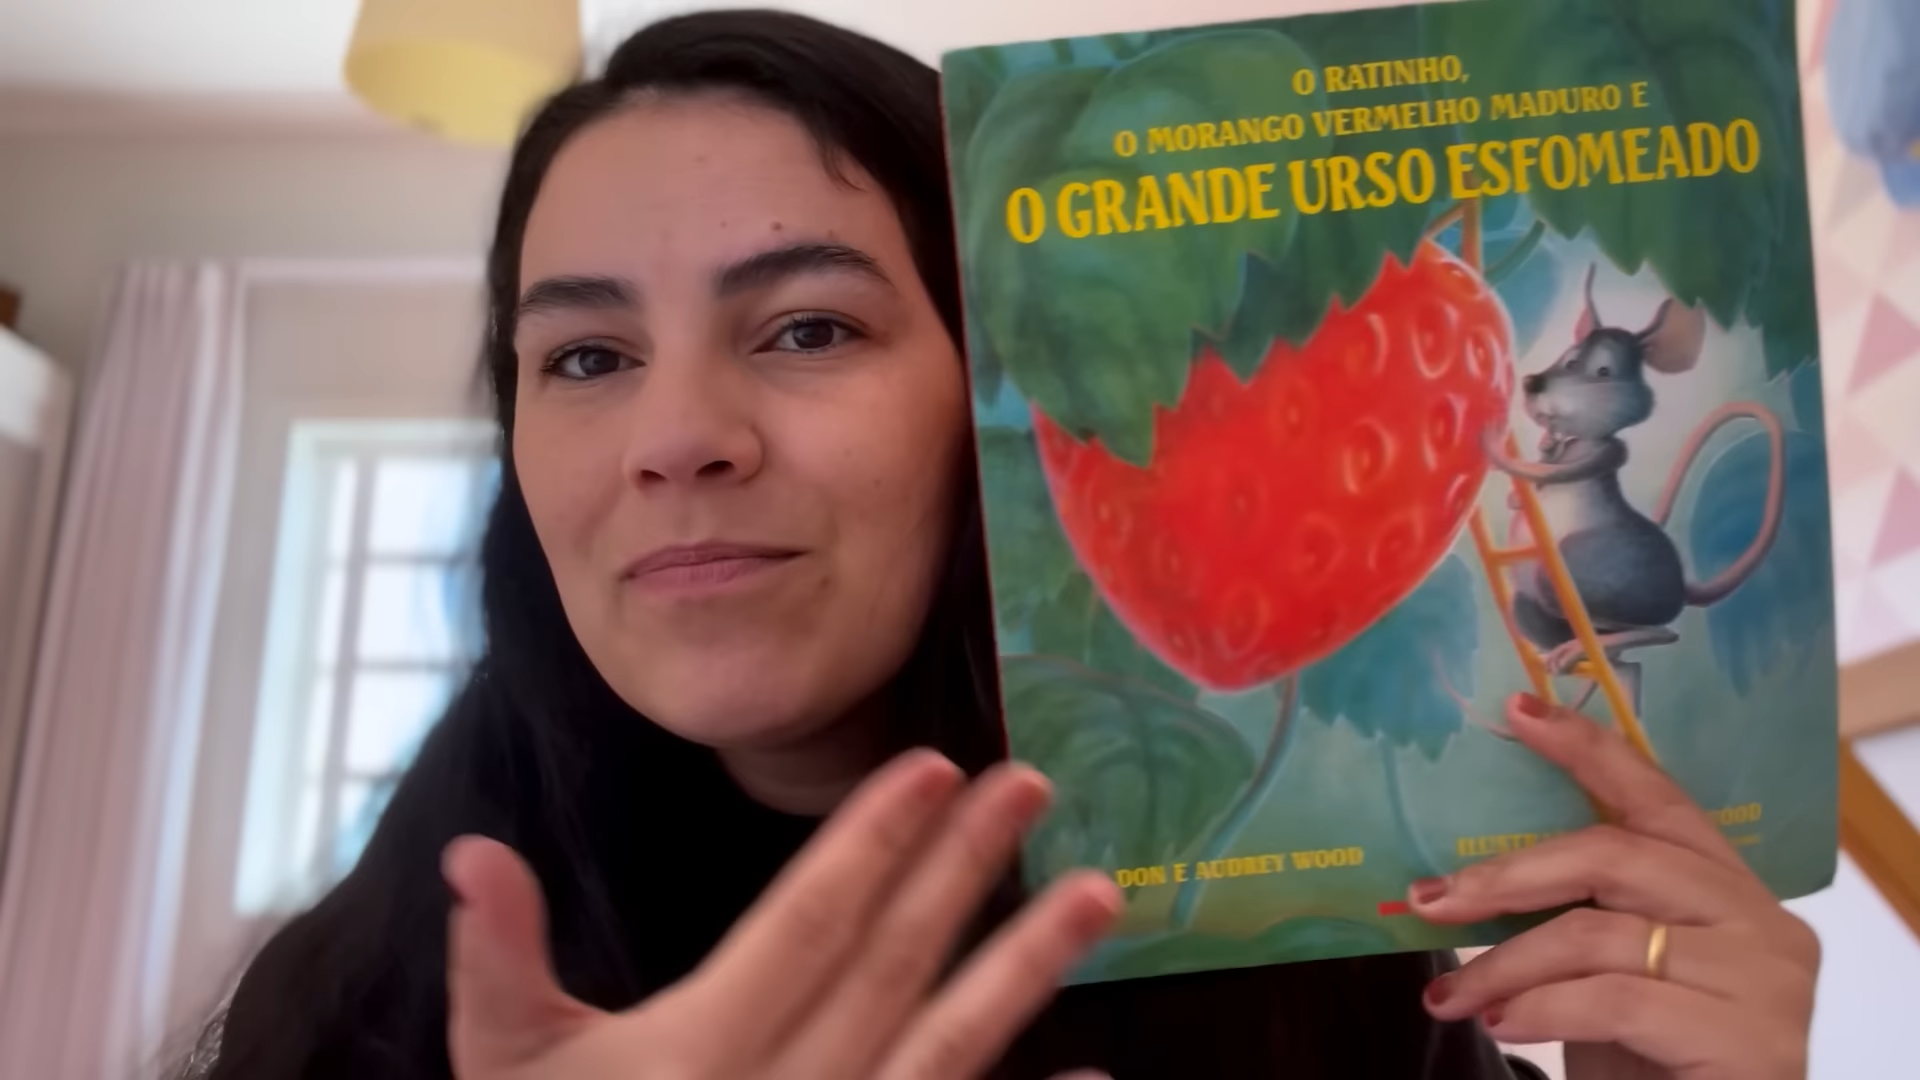 O RATINHO,
O MORANGO VERMELHO MADURO E
O GRANDE URSO ESFOMEADO
DON E AUDREY WOOD